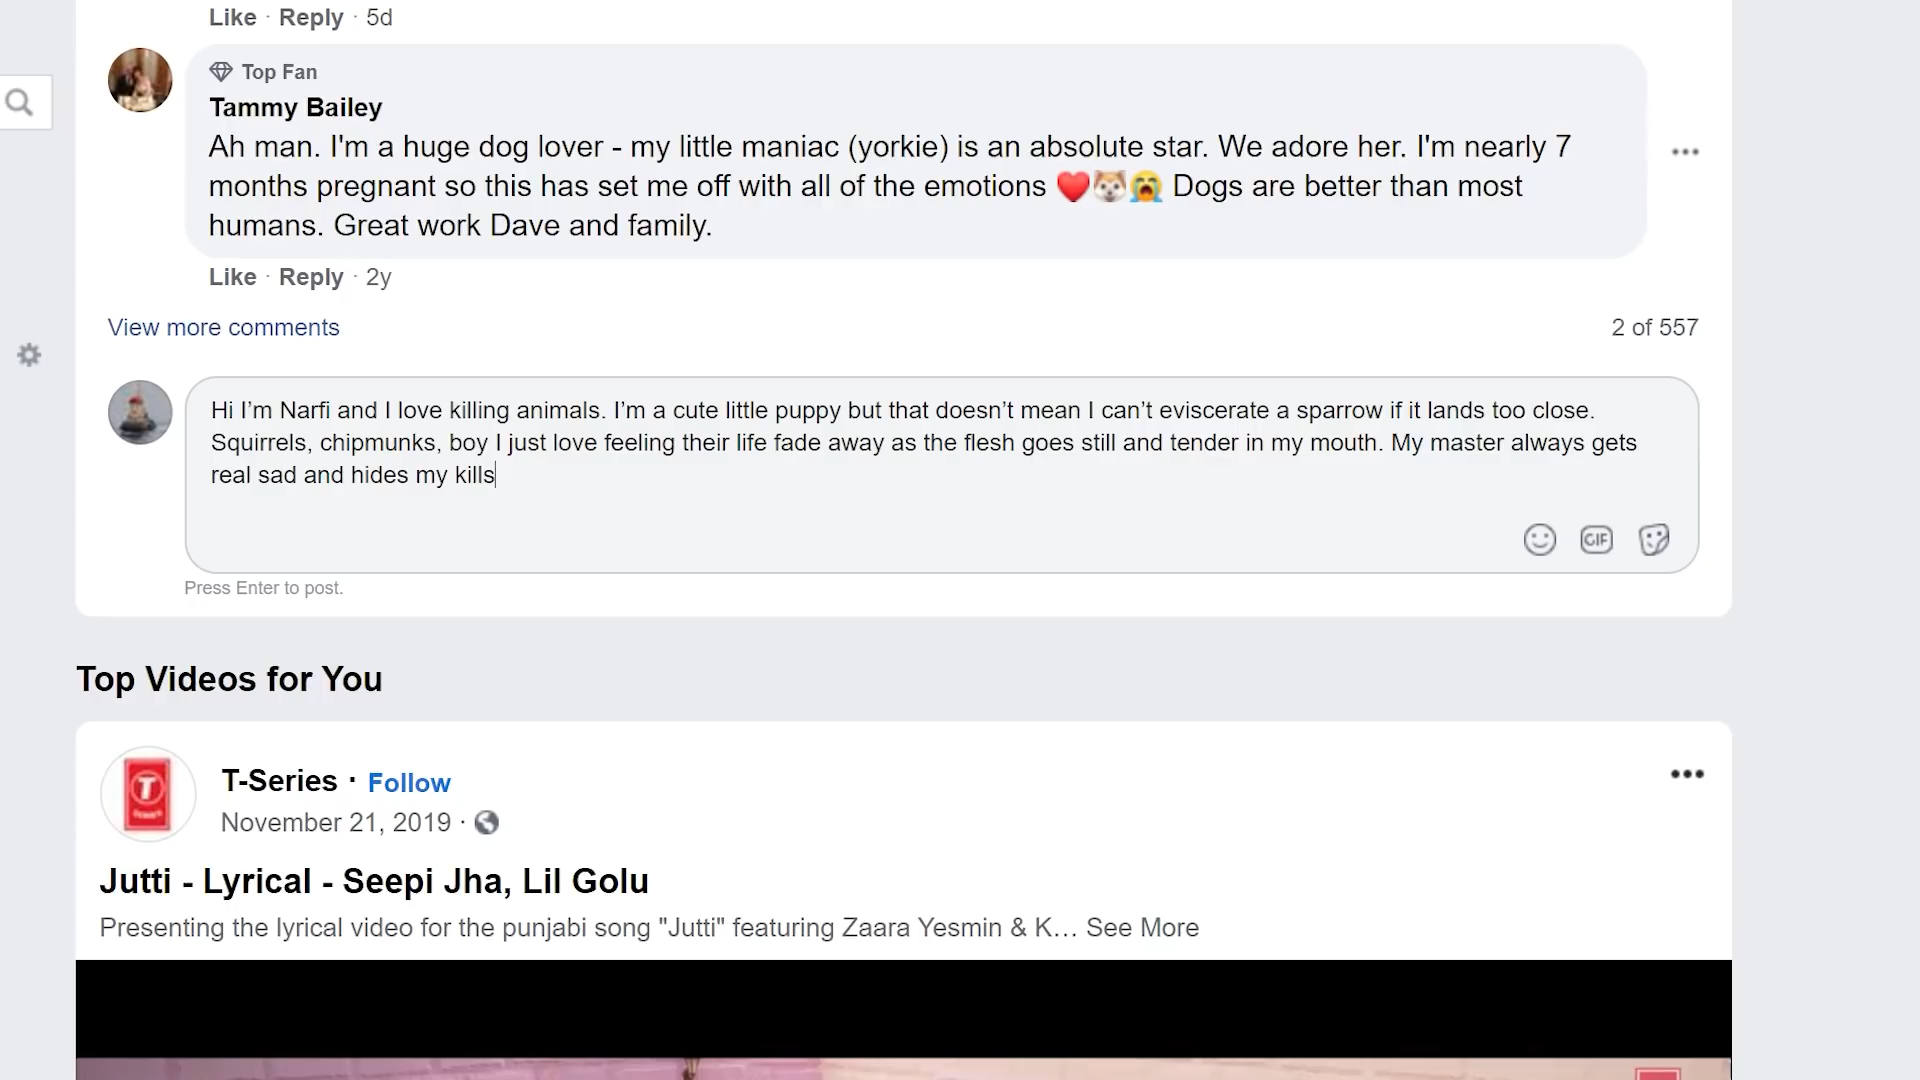 Like · Reply · 5d
Top Fan
Tammy Bailey
Ah man. I'm a huge dog lover - my little maniac (yorkie) is an absolute star. We adore her. I'm nearly 7
months pregnant so this has set me off with all of the emotions ❤️🐶😭 Dogs are better than most
humans. Great work Dave and family.
Like · Reply · 2y
View more comments
2 of 557
Hi I’m Narfi and I love killing animals. I’m a cute little puppy but that doesn’t mean I can’t eviscerate a sparrow if it lands too close.
Squirrels, chipmunks, boy I just love feeling their life fade away as the flesh goes still and tender in my mouth. My master always gets
real sad and hides my kills
GIF
Press Enter to post.
Top Videos for You
T-Series · Follow
November 21, 2019 ·
Jutti - Lyrical - Seepi Jha, Lil Golu
Presenting the lyrical video for the punjabi song "Jutti" featuring Zaara Yesmin & K... See More